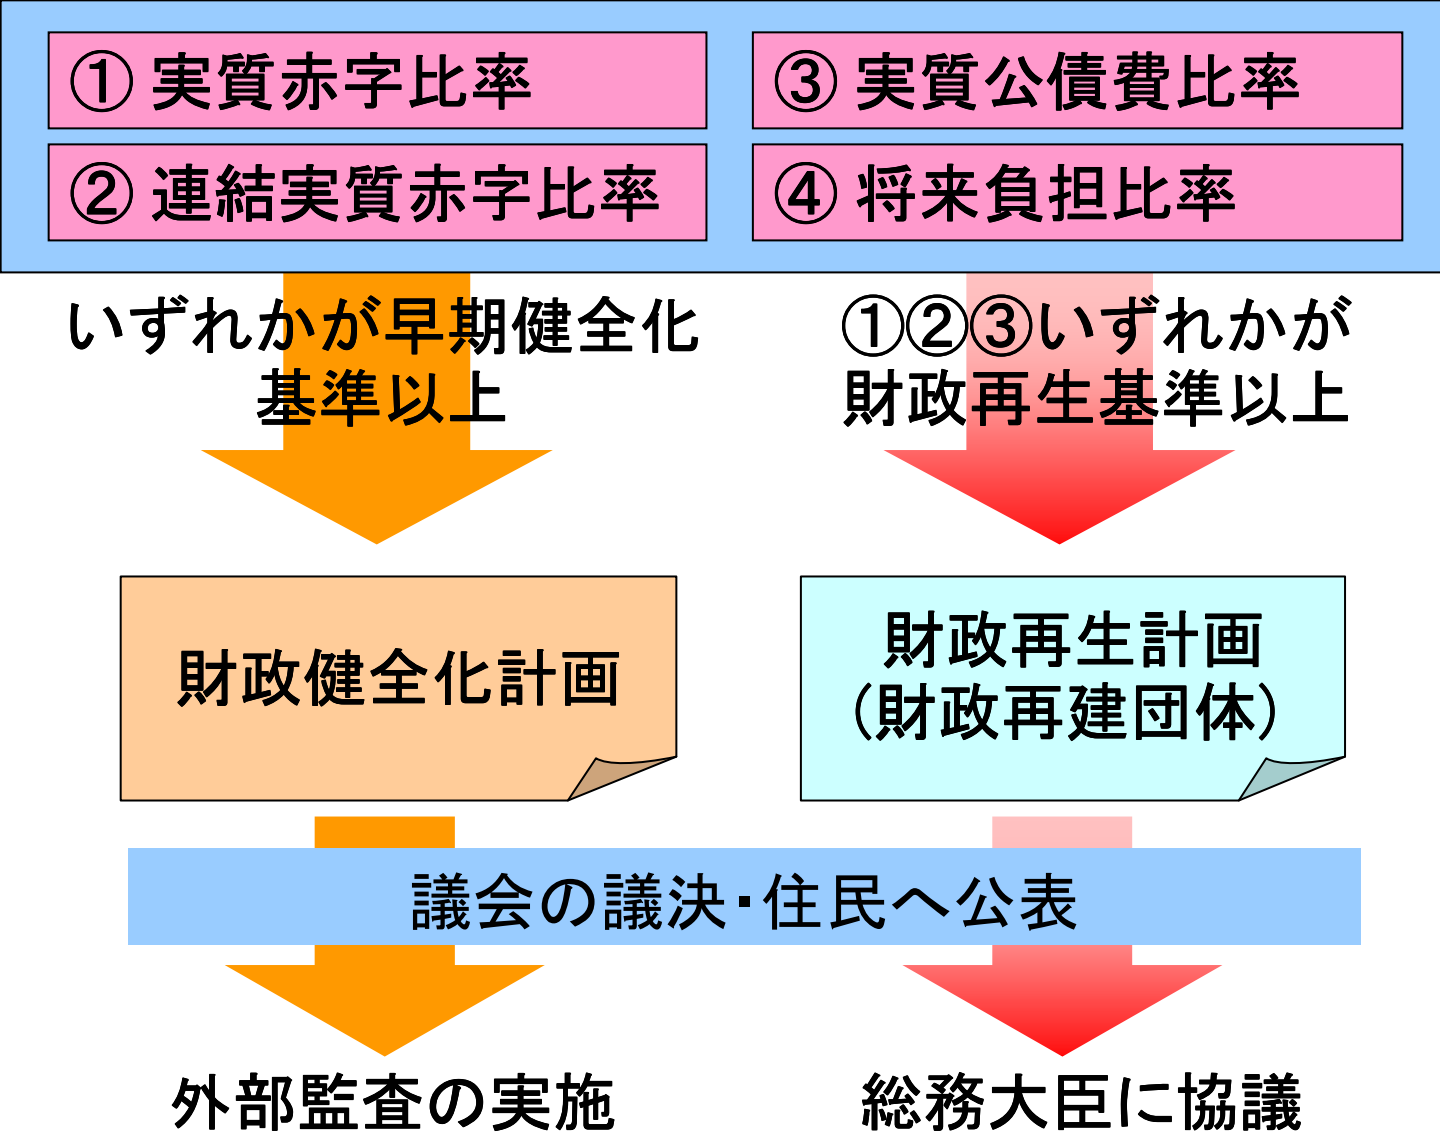 ① 実質赤字比率
② 連結実質赤字比率
③ 実質公債費比率
④ 将来負担比率
いずれかが早期健全化
基準以上
①②③いずれかが
財政再生基準以上
財政健全化計画
財政再生計画
(財政再建団体)
議会の議決・住民へ公表
外部監査の実施
総務大臣に協議